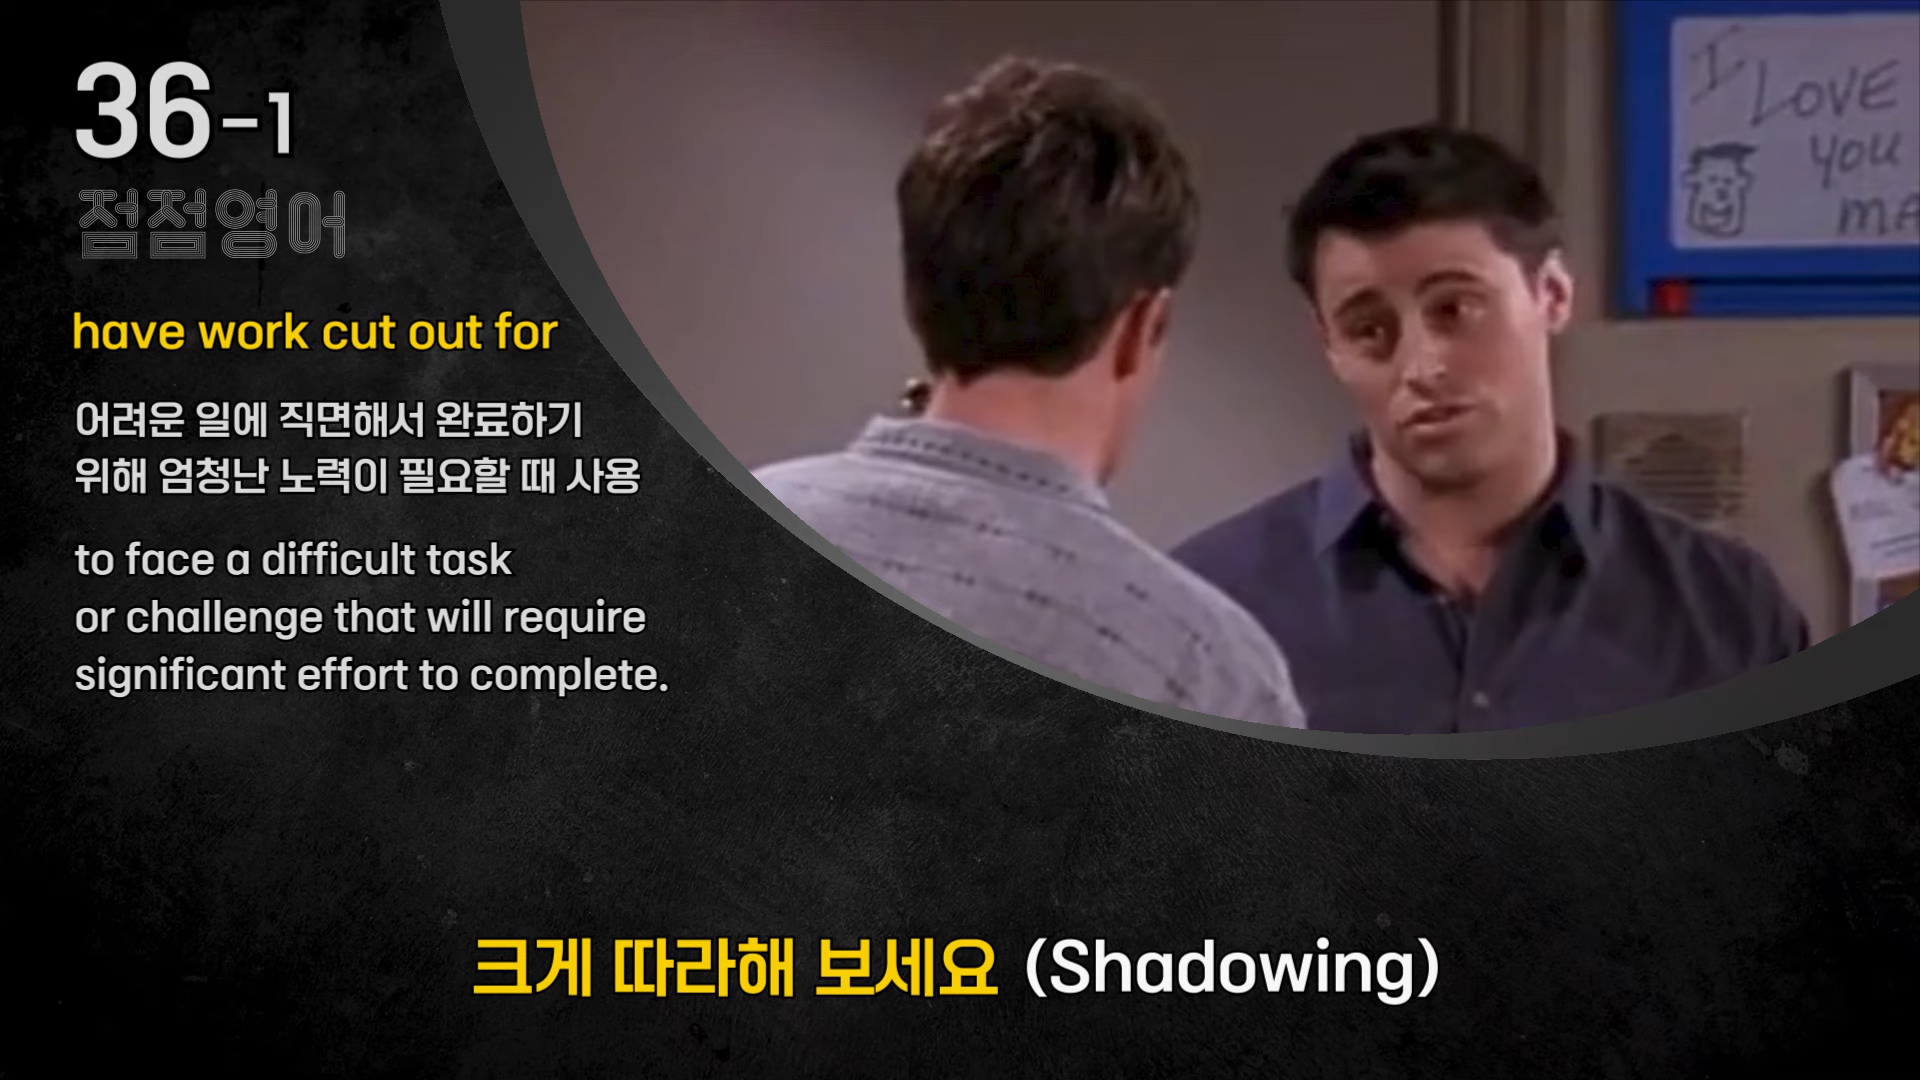 36-1
점점영어
have work cut out for
어려운 일에 직면해서 완료하기
위해 엄청난 노력이 필요할 때 사용
to face a difficult task
or challenge that will require
significant effort to complete.
I
LOVE
You
MA
크게 따라해 보세요 (Shadowing)